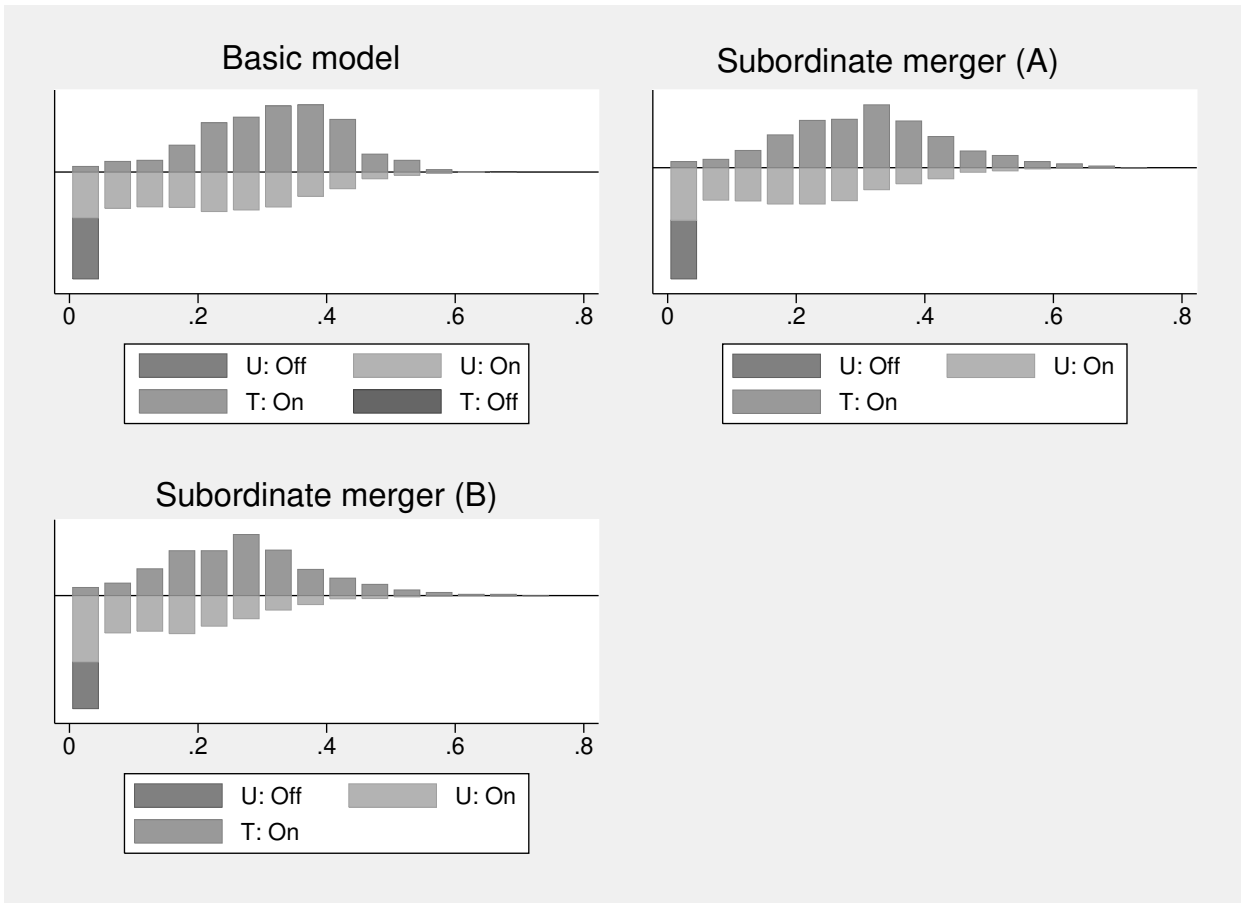 Basic model
0 .2 .4 .6 .8
U: Off U: On
T: On T: Off
Subordinate merger (A)
0 .2 .4 .6 .8
U: Off U: On
T: On
Subordinate merger (B)
0 .2 .4 .6 .8
U: Off U: On
T: On